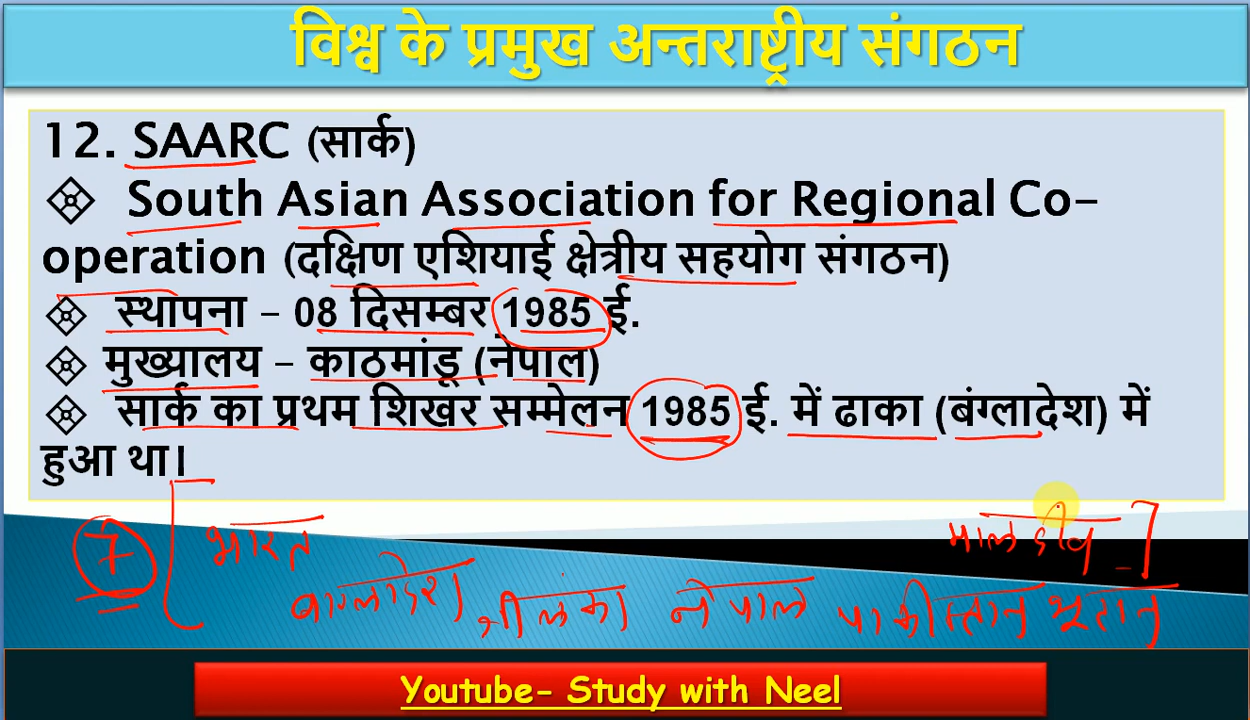 विश्व के प्रमुख अन्तराष्ट्रीय संगठन
12. SAARC (सार्क)
South Asian Association for Regional Co-
operation (दक्षिण एशियाई क्षेत्रीय सहयोग संगठन)
स्थापना – 08 दिसम्बर 1985 ई.
मुख्यालय – काठमांडू (नेपाल)
सार्क का प्रथम शिखर सम्मेलन 1985 ई. में ढाका (बंग्लादेश) में
हुआ था।
7 [ भारत मालदीव ]
बाग्लादेश, श्रीलंका नेपाल पाकीस्तान भूटान
Youtube- Study with Neel